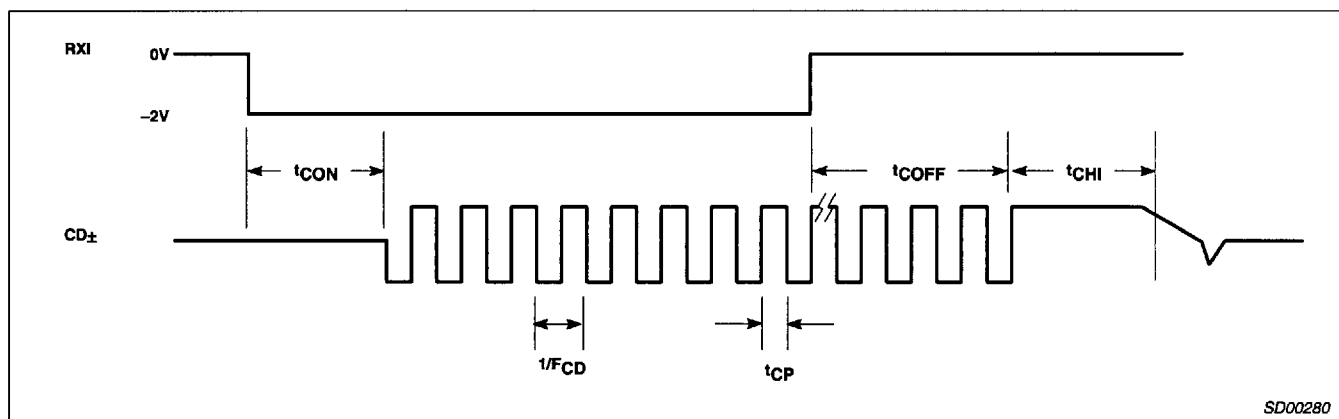 RXI
0V
–2V
tCON
tCOFF
tCHI
CD±
1/FCD
tCP
SD00280